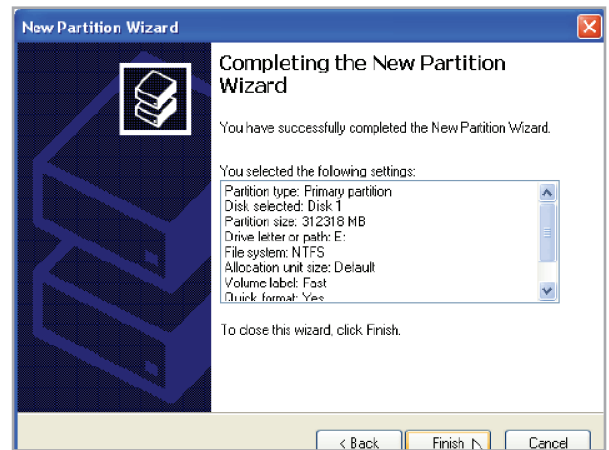 New Partition Wizard
Completing the New Partition
Wizard
You have successfully completed the New Partition Wizard.
You selected the following settings:
Partition type: Primary partition
Disk selected: Disk 1
Partition size: 312318 MB
Drive letter or path: E:
File system: NTFS
Allocation unit size: Default
Volume label: Fast
Quick format: Yes
To close this wizard, click Finish.
< Back Finish Cancel